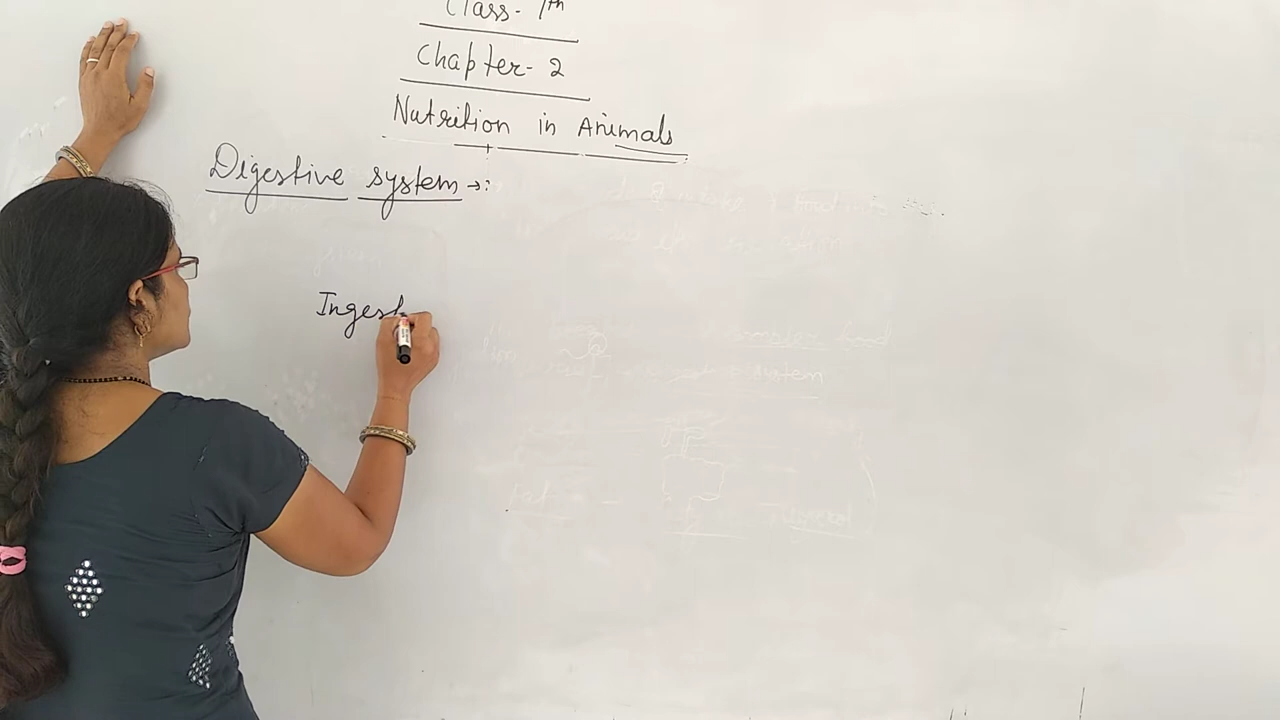 Class- 7th
Chapter- 2
Nutrition in Animals
Digestive system →:
Ingest